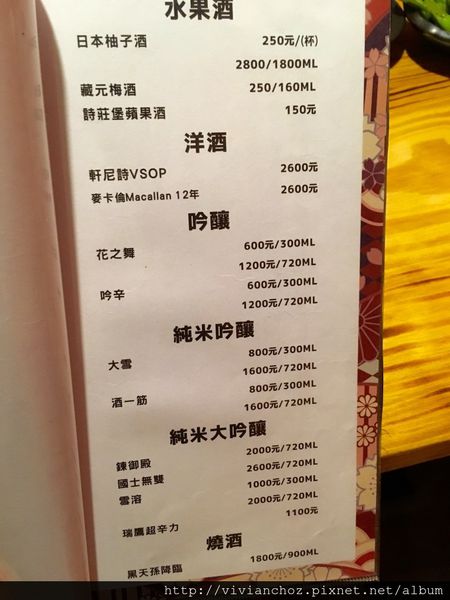 水果酒
日本柚子酒 250元/(杯)
2800/1800ML
藏元梅酒 250/160ML
詩莊堡蘋果酒 150元
洋酒
軒尼詩VSOP 2600元
麥卡倫Macallan 12年 2600元
吟釀
花之舞 600元/300ML
1200元/720ML
吟辛 600元/300ML
1200元/720ML
純米吟釀
大雪 800元/300ML
1600元/720ML
酒一筋 800元/300ML
1600元/720ML
純米大吟釀
鍊御殿 2000元/720ML
國士無雙 2600元/720ML
雪溶 1000元/300ML
2000元/720ML
瑞鷹超辛力 1100元
燒酒
黑天孫降臨 1800元/900ML
http://vivianchoz.pixnet.net/album